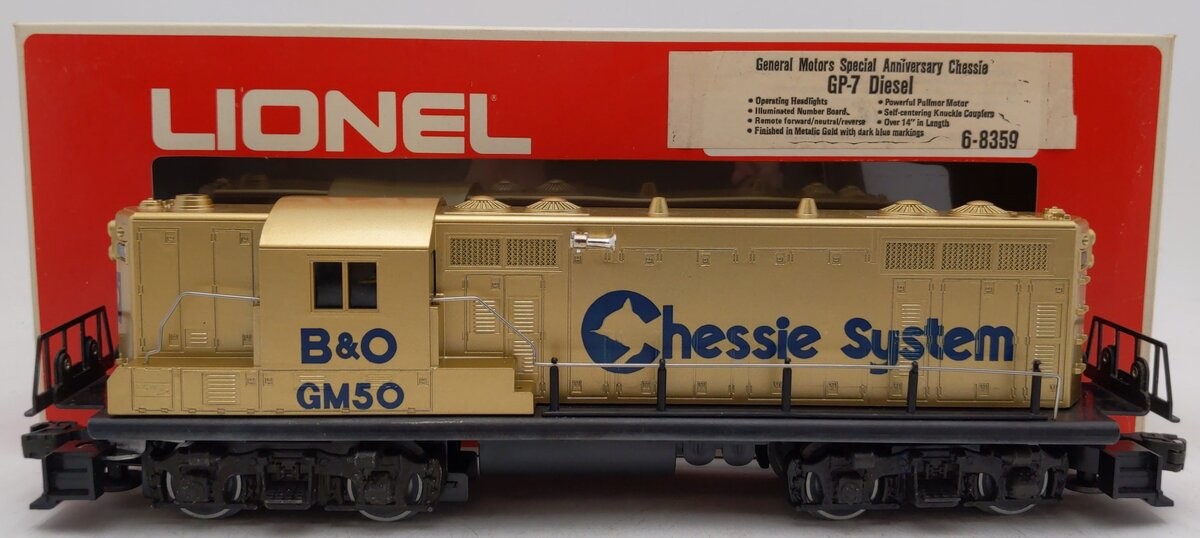 LIONEL
General Motors Special Anniversary Chessie
GP-7 Diesel
• Operating Headlights
• Illuminated Number Board
• Remote forward/neutral/reverse
• Finished in Metalic Gold with dark blue markings
• Powerful Pullmor Motor
• Self-centering Knuckle Couplers
• Over 14" in Length
6-8359
B&O
GM50
Chessie System